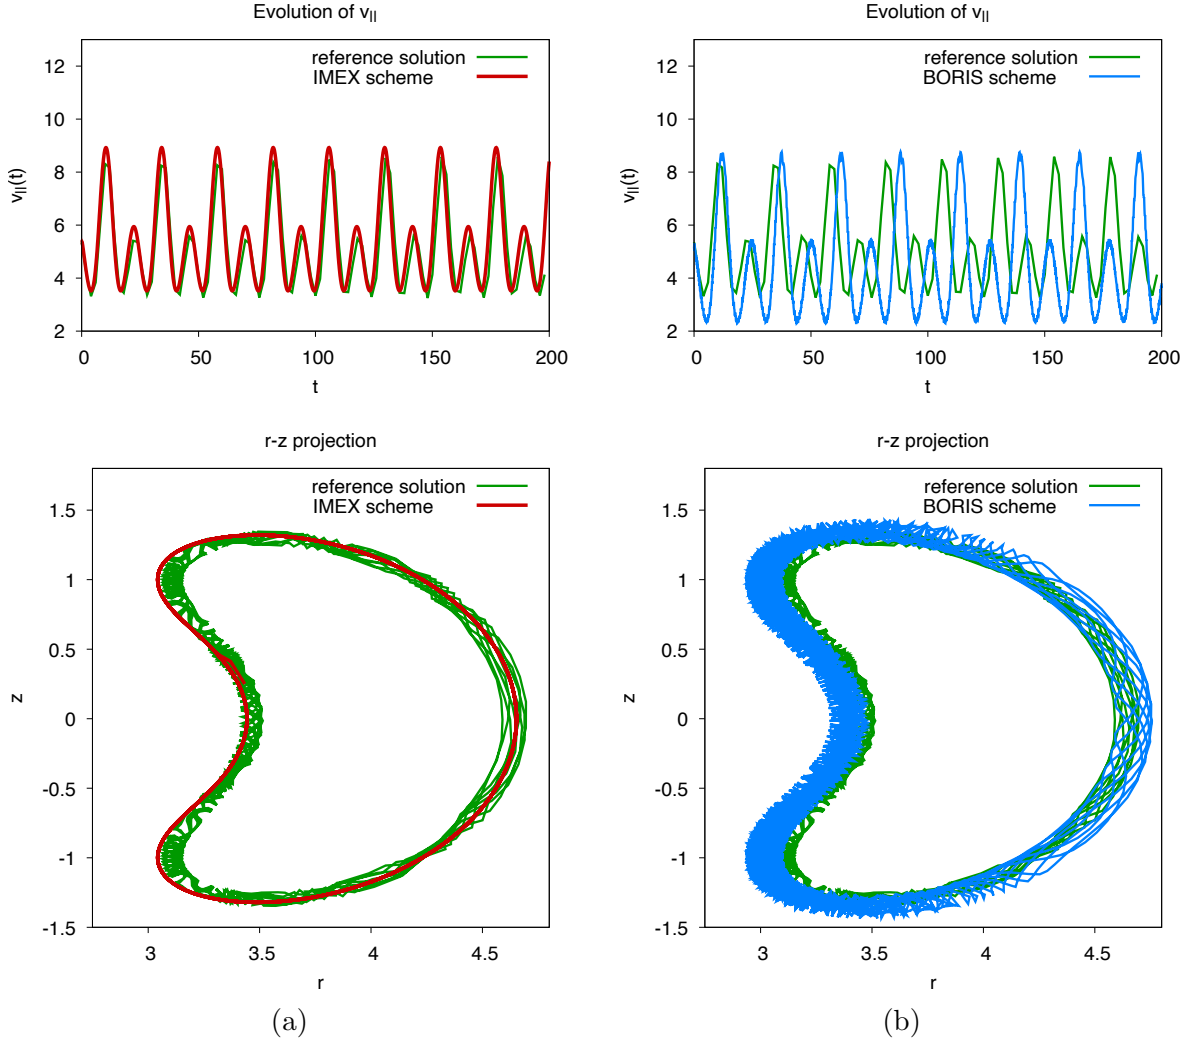 Evolution of v||
reference solution
IMEX scheme
v||(t)
12
10
8
6
4
2
0
50
100
150
200
t
Evolution of v||
reference solution
BORIS scheme
v||(t)
12
10
8
6
4
2
0
50
100
150
200
t
r-z projection
reference solution
IMEX scheme
z
1.5
1
0.5
0
-0.5
-1
-1.5
3
3.5
4
4.5
r
(a)
r-z projection
reference solution
BORIS scheme
z
1.5
1
0.5
0
-0.5
-1
-1.5
3
3.5
4
4.5
r
(b)